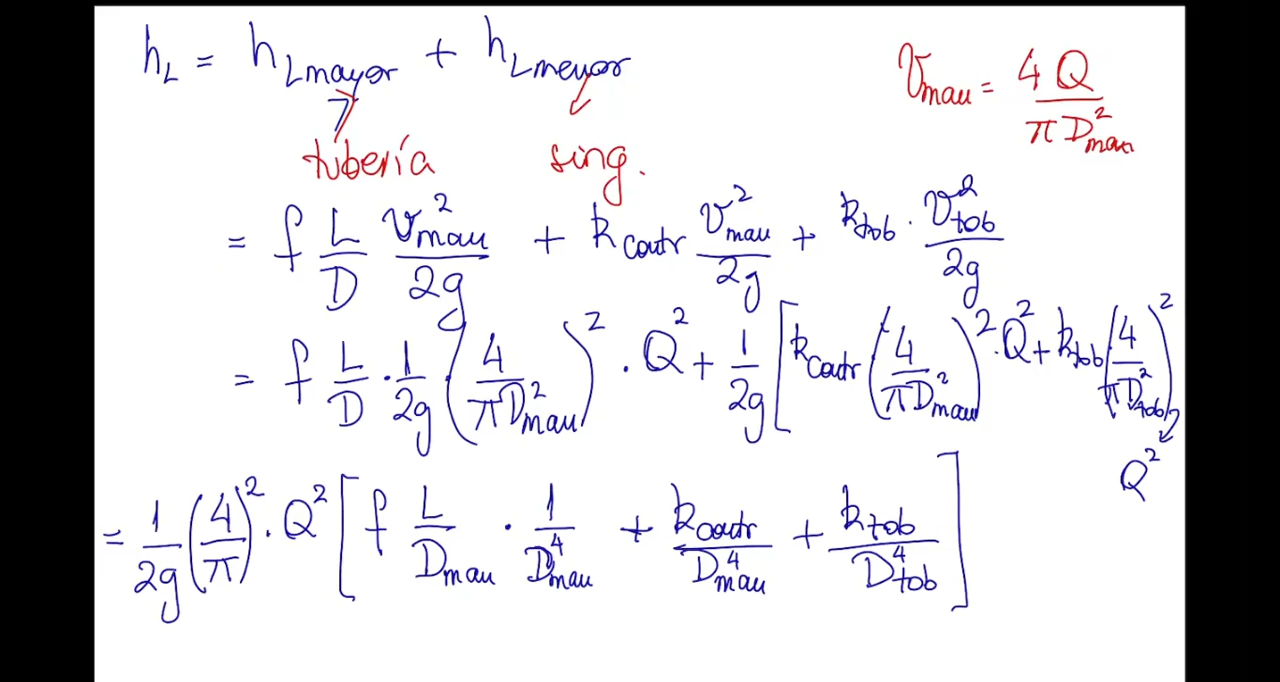 h_L = h_L mayor + h_L menor
V_man = 4 Q / π D²_man
tubería sing.
= f L/D v²_man/2g + k_contr v²_man/2g + k_tob · v²_tob/2g
= f L/D · 1/2g (4/πD²_man)² · Q² + 1/2g [k_contr (4/πD²_man)² · Q² + k_tob (4/πD²_tob)²
Q²
= 1/2g (4/π)² · Q² [f L/D_man · 1/D⁴_man + k_contr/D⁴_man + k_tob/D⁴_tob]